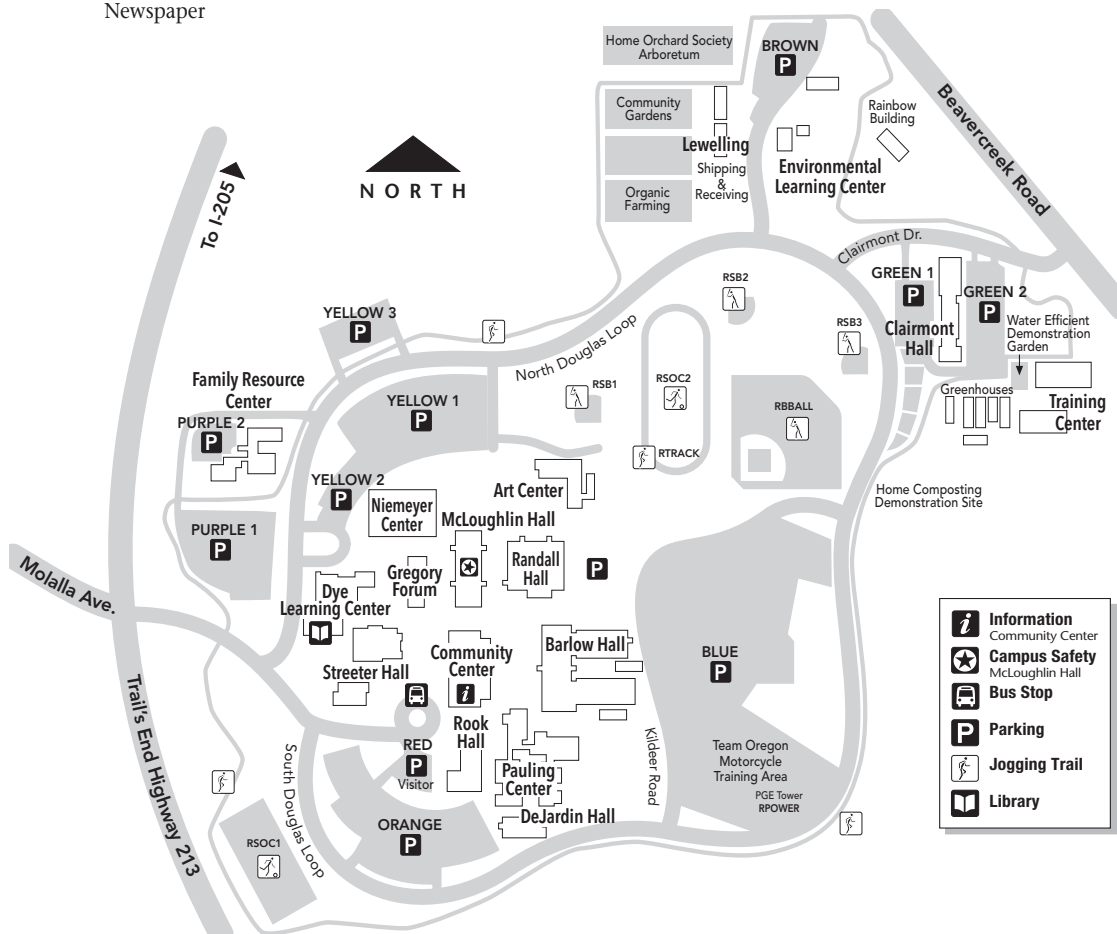 Newspaper
Home Orchard Society
Arboretum
BROWN
P
Community
Gardens
Rainbow
Building
Beavercreek Road
Lewelling
Shipping
&
Receiving
Environmental
Learning Center
Organic
Farming
NORTH
To I-205
Clairmont Dr.
GREEN 1
P
GREEN 2
P
Clairmont
Hall
Water Efficient
Demonstration
Garden
RSB2
RSB3
YELLOW 3
P
North Douglas Loop
RSB1
RSOC2
RBBALL
Greenhouses
Training
Center
Family Resource
Center
YELLOW 1
P
PURPLE 2
P
RTRACK
YELLOW 2
P
Art Center
Home Composting
Demonstration Site
Niemeyer
Center
McLoughlin Hall
PURPLE 1
P
Randall
Hall
P
Gregory
Forum
Molalla Ave.
Dye
Learning Center
Streeter Hall
Community
Center
i
Barlow Hall
BLUE
P
Rook
Hall
RED
P
Visitor
Pauling
Center
DeJardin Hall
Kildeer Road
Team Oregon
Motorcycle
Training Area
PGE Tower
RPOWER
ORANGE
P
South Douglas Loop
Trail's End Highway 213
RSOC1
i
Information
Community Center
Campus Safety
McLoughlin Hall
Bus Stop
P
Parking
Jogging Trail
Library